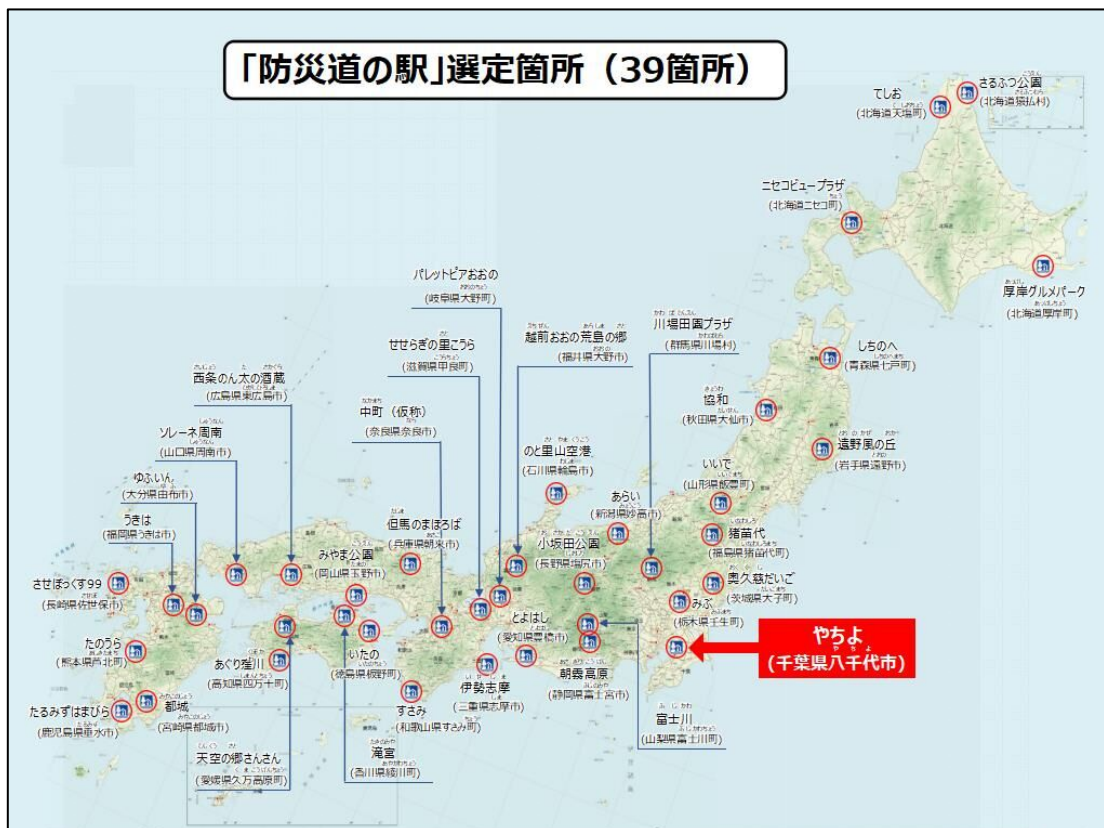 「防災道の駅」選定箇所（39箇所）
さるふつ公園
(北海道猿払村)
てしお
(北海道天塩町)
ニセコビュープラザ
(北海道ニセコ町)
厚岸グルメパーク
(北海道厚岸町)
パレットピアおおの
(岐阜県大野町)
せせらぎの里こうら
(滋賀県甲良町)
越前おおの荒島の郷
(福井県大野市)
川場田園プラザ
(群馬県川場村)
しちのへ
(青森県七戸町)
西条のん太の酒蔵
(広島県東広島市)
中町（仮称）
(奈良県奈良市)
協和
(秋田県大仙市)
ソレーネ周南
(山口県周南市)
のと里山空港
(石川県輪島市)
遠野風の丘
(岩手県遠野市)
ゆふいん
(大分県由布市)
いいで
(山形県飯豊町)
あらい
(新潟県妙高市)
うきは
(福岡県うきは市)
但馬のまほろば
(兵庫県朝来市)
猪苗代
(福島県猪苗代町)
みやま公園
(岡山県玉野市)
小坂田公園
(長野県塩尻市)
させぼっくす99
(長崎県佐世保市)
奥久慈だいご
(茨城県大子町)
みぶ
(栃木県壬生町)
とよはし
(愛知県豊橋市)
やちよ
やちよ
(千葉県八千代市)
たのうら
(熊本県芦北町)
あぐり窪川
(高知県四万十町)
いたの
(徳島県板野町)
伊勢志摩
(三重県志摩市)
朝霧高原
(静岡県富士宮市)
たるみずはまびら
(鹿児島県垂水市)
都城
(宮崎県都城市)
すさみ
(和歌山県すさみ町)
富士川
(山梨県富士川町)
天空の郷さんさん
(愛媛県久万高原町)
滝宮
(香川県綾川町)